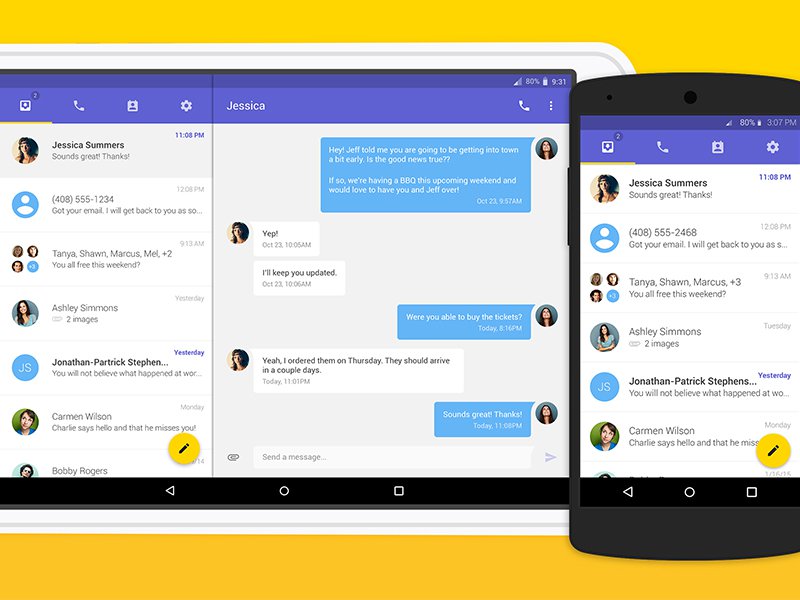 80% 9:31
2
Jessica
Jessica Summers 11:08 PM
Sounds great! Thanks!
(408) 555-1234 12:08 PM
Got your email. I will get back to you as so...
Tanya, Shawn, Marcus, Mel, +2 9:13 AM
You all free this weekend?
+3
Ashley Simmons Yesterday
2 images
JS
Jonathan-Partrick Stephen... Yesterday
You will not believe what happened at wor...
Carmen Wilson Monday
Charlie says hello and that he misses you!
Bobby Rogers
Hey! Jeff told me you are going to be getting into town
a bit early. Is the good news true??
If so, we're having a BBQ this upcoming weekend and
would love to have you and Jeff over!
Oct 23, 9:57AM
Yep!
Oct 23, 10:05AM
I'll keep you updated.
Oct 23, 10:06AM
Were you able to buy the tickets?
Today, 8:16PM
Yeah, I ordered them on Thursday. They should arrive
in a couple days.
Today, 11:01PM
Sounds great! Thanks!
Today, 11:08PM
Send a message...
80% 3:07 PM
2
Jessica Summers 11:08 PM
Sounds great! Thanks!
(408) 555-2468 12:08 PM
Got your email. I will get back to you as s...
Tanya, Shawn, Marcus, +3 9:13 AM
You all free this weekend?
+3
Ashley Simmons Tuesday
2 images
JS
Jonathan-Patrick Stephens... Yesterday
You will not believe what happened at wo...
Carmen Wilson Monday
Charlie says hello and that he misses
1/16/15